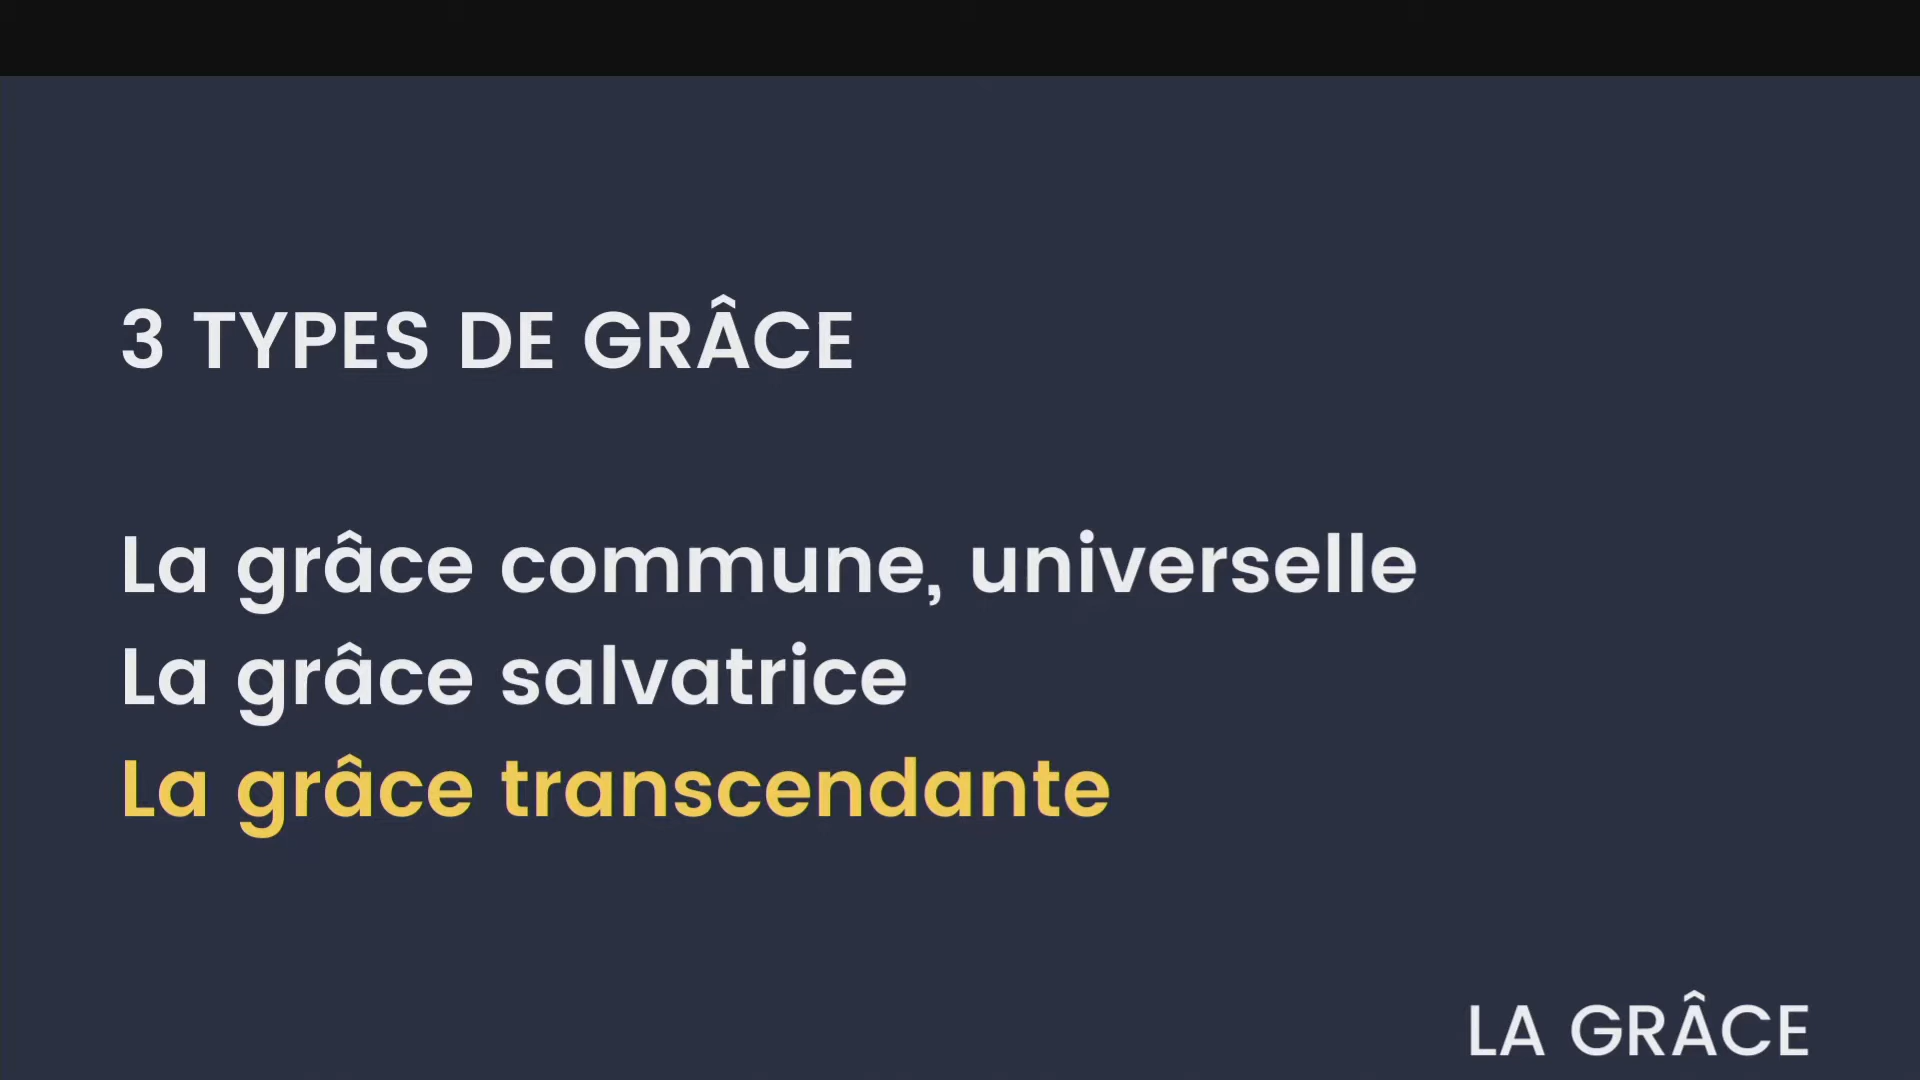 3 TYPES DE GRÂCE
La grâce commune, universelle
La grâce salvatrice
La grâce transcendante
LA GRÂCE